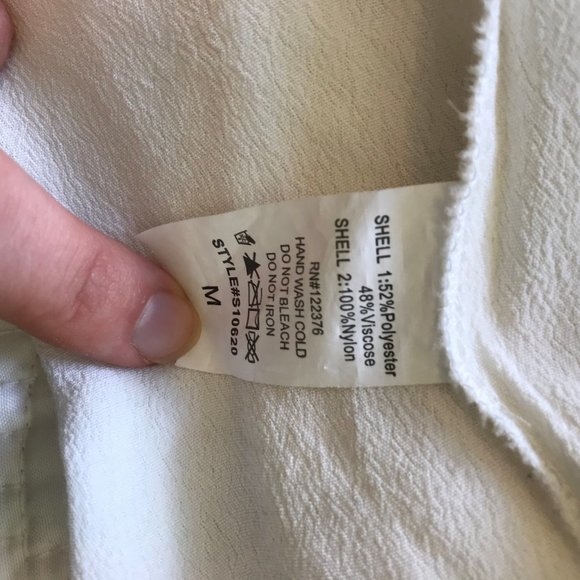 SHELL 1:52%Polyester
48%Viscose
SHELL 2:100%Nylon
RN#122376
HAND WASH COLD
DO NOT BLEACH
DO NOT IRON
STYLE#S10620
M